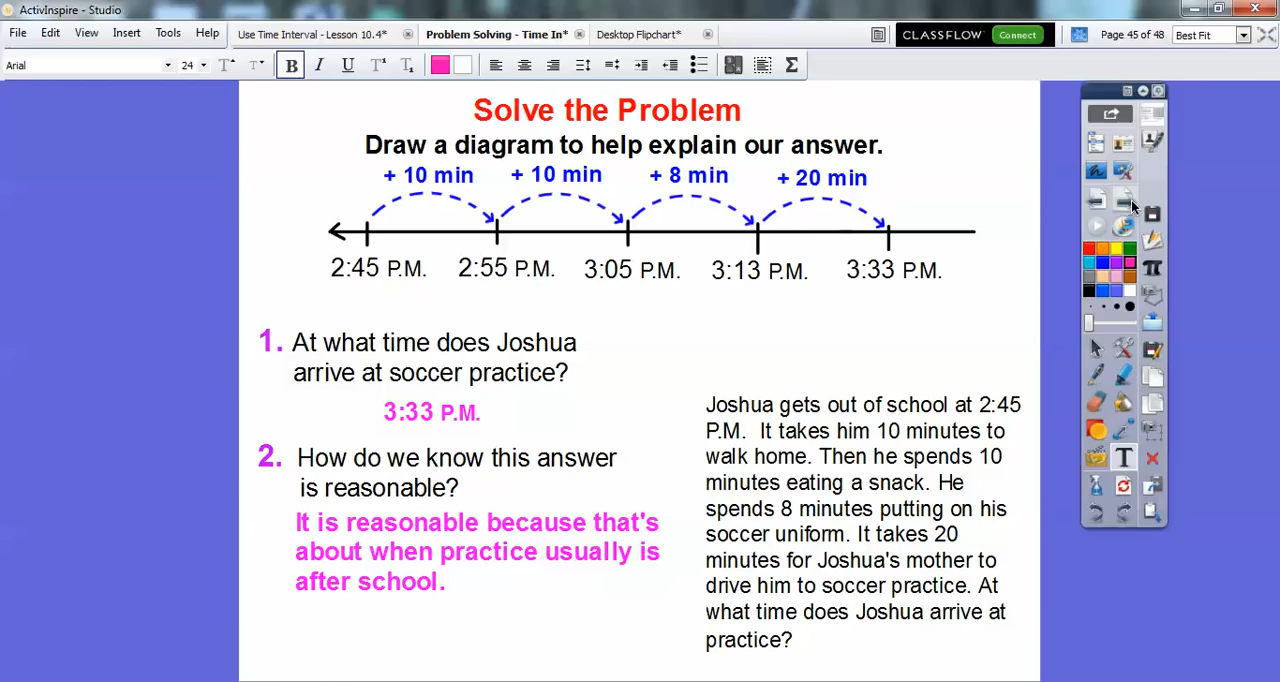 ActivInspire - Studio
File Edit View Insert Tools Help Use Time Interval - Lesson 10.4* Problem Solving - Time In* Desktop Flipchart* CLASSFLOW Connect Page 45 of 48 Best Fit
Arial 24
Solve the Problem
Draw a diagram to help explain our answer.
+ 10 min + 10 min + 8 min + 20 min
2:45 P.M. 2:55 P.M. 3:05 P.M. 3:13 P.M. 3:33 P.M.
1. At what time does Joshua
arrive at soccer practice?
3:33 P.M.
2. How do we know this answer
is reasonable?
It is reasonable because that's
about when practice usually is
after school.
Joshua gets out of school at 2:45
P.M. It takes him 10 minutes to
walk home. Then he spends 10
minutes eating a snack. He
spends 8 minutes putting on his
soccer uniform. It takes 20
minutes for Joshua's mother to
drive him to soccer practice. At
what time does Joshua arrive at
practice?